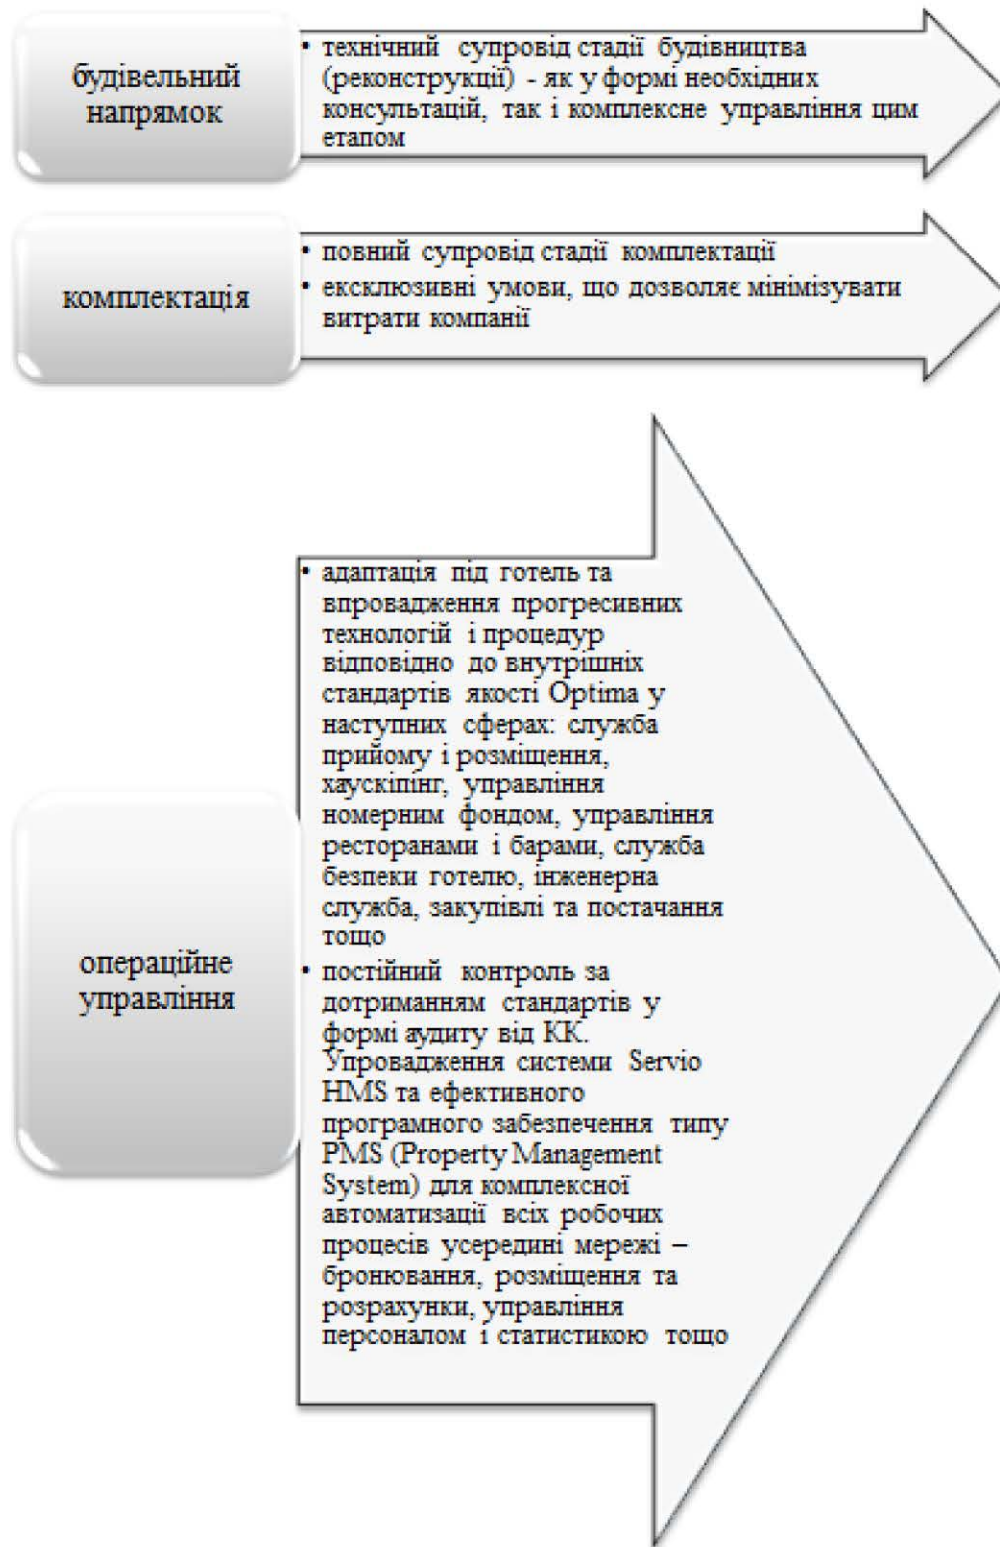 будівельний
напрямок
• технічний супровід стадії будівництва
(реконструкції) - як у формі необхідних
консультацій, так і комплексне управління цим
етапом
комплектація
• повний супровід стадії комплектації
• ексклюзивні умови, що дозволяє мінімізувати
витрати компанії
операційне
управління
• адаптація під готель та
впровадження прогресивних
технологій і процедур
відповідно до внутрішніх
стандартів якості Optima у
наступних сферах: служба
прийому і розміщення,
хаускіпінг, управління
номерним фондом, управління
ресторанами і барами, служба
безпеки готелю, інженерна
служба, закупівлі та постачання
тощо
• постійний контроль за
дотриманням стандартів у
формі аудиту від КК.
Упровадження системи Servio
HMS та ефективного
програмного забезпечення типу
PMS (Property Management
System) для комплексної
автоматизації всіх робочих
процесів усередині мережі –
бронювання, розміщення та
розрахунки, управління
персоналом і статистикою тощо